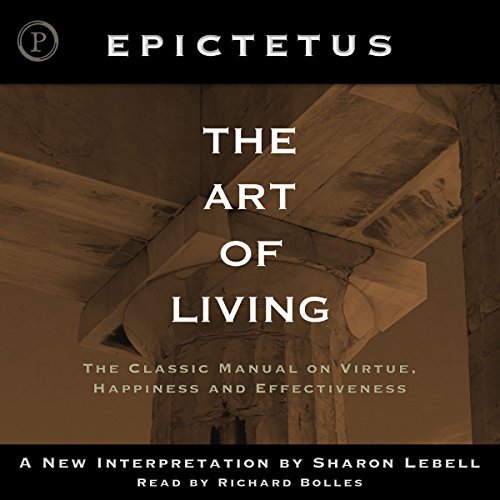 P
EPICTETUS
THE
ART
OF
LIVING
THE CLASSIC MANUAL ON VIRTUE,
HAPPINESS AND EFFECTIVENESS
A NEW INTERPRETATION BY SHARON LEBELL
READ BY RICHARD BOLLES